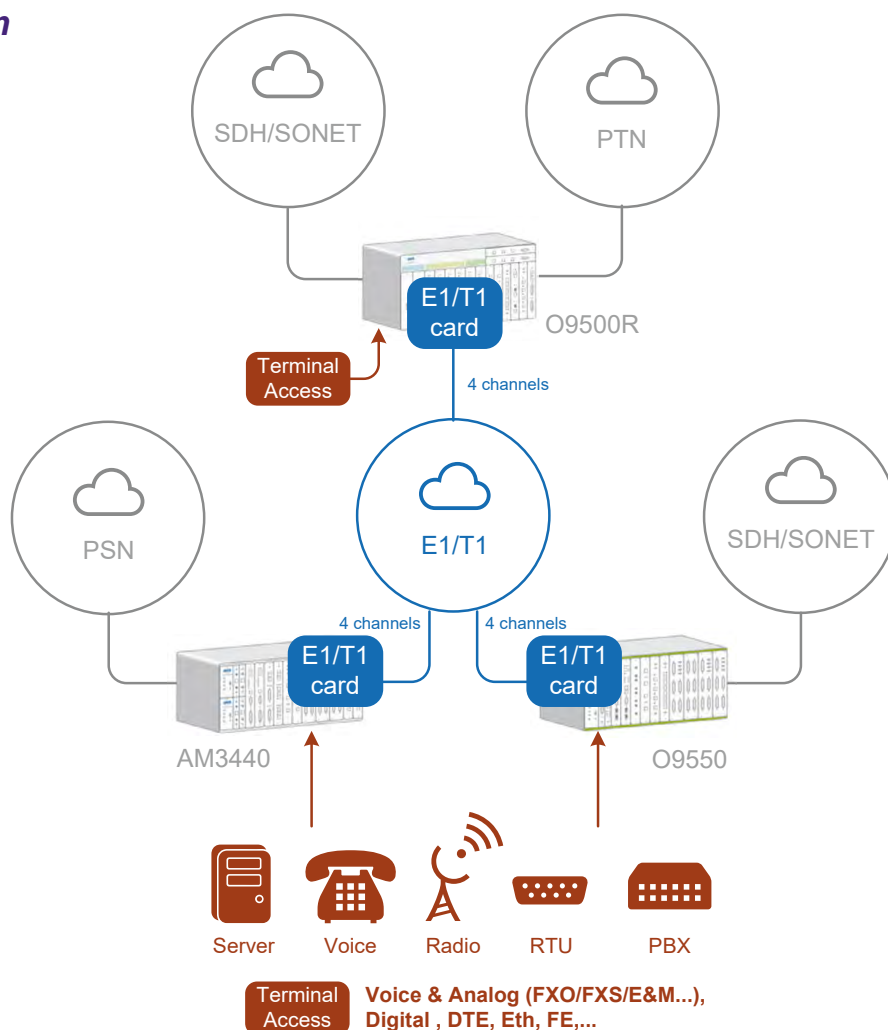 n
SDH/SONET
PTN
E1/T1
card
O9500R
Terminal
Access
4 channels
PSN
E1/T1
SDH/SONET
4 channels
4 channels
E1/T1
card
E1/T1
card
AM3440
O9550
Server
Voice
Radio
RTU
PBX
Terminal
Access
Voice & Analog (FXO/FXS/E&M...),
Digital , DTE, Eth, FE,...